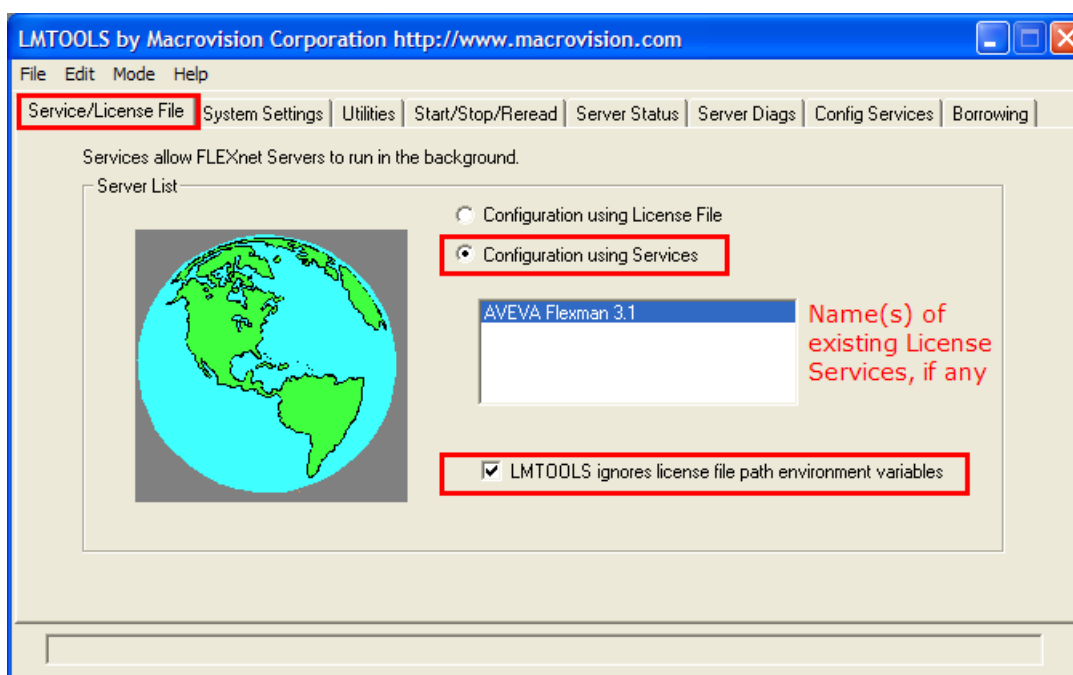 LMTOOLS by Macrovision Corporation http://www.macrovision.com
File Edit Mode Help
Service/License File System Settings Utilities Start/Stop/Reread Server Status Server Diags Config Services Borrowing
Services allow FLEXnet Servers to run in the background.
Server List
Configuration using License File
Configuration using Services
AVEVA Flexman 3.1
Name(s) of
existing License
Services, if any
LMTOOLS ignores license file path environment variables